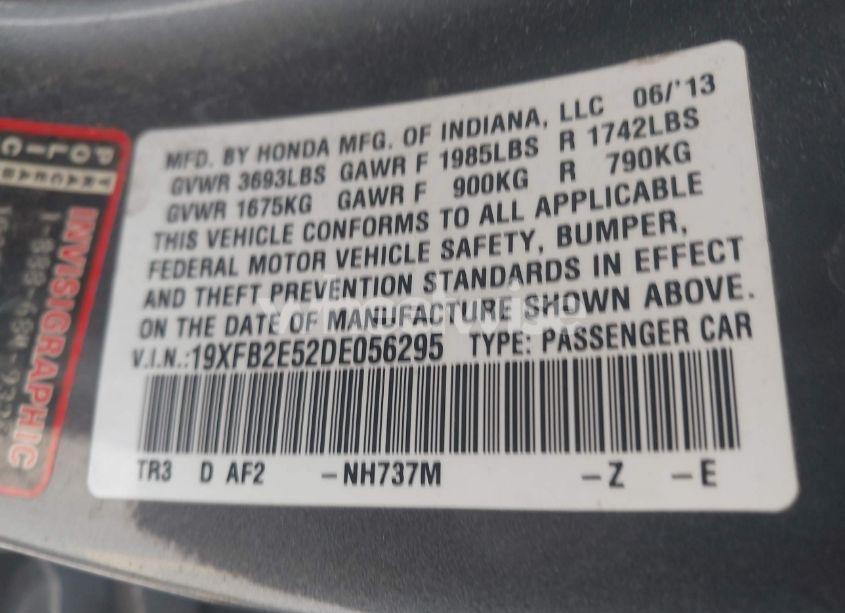 MFD. BY HONDA MFG. OF INDIANA, LLC 06/'13
GVWR 3693LBS GAWR F 1985LBS R 1742LBS
GVWR 1675KG GAWR F 900KG R 790KG
THIS VEHICLE CONFORMS TO ALL APPLICABLE
FEDERAL MOTOR VEHICLE SAFETY, BUMPER,
AND THEFT PREVENTION STANDARDS IN EFFECT
ON THE DATE OF MANUFACTURE SHOWN ABOVE.
V.I.N.:19XFB2E52DE056295 TYPE: PASSENGER CAR
TR3 D AF2 –NH737M –Z –E
POLIC
TRACEAB
INVISIGRAPHIC